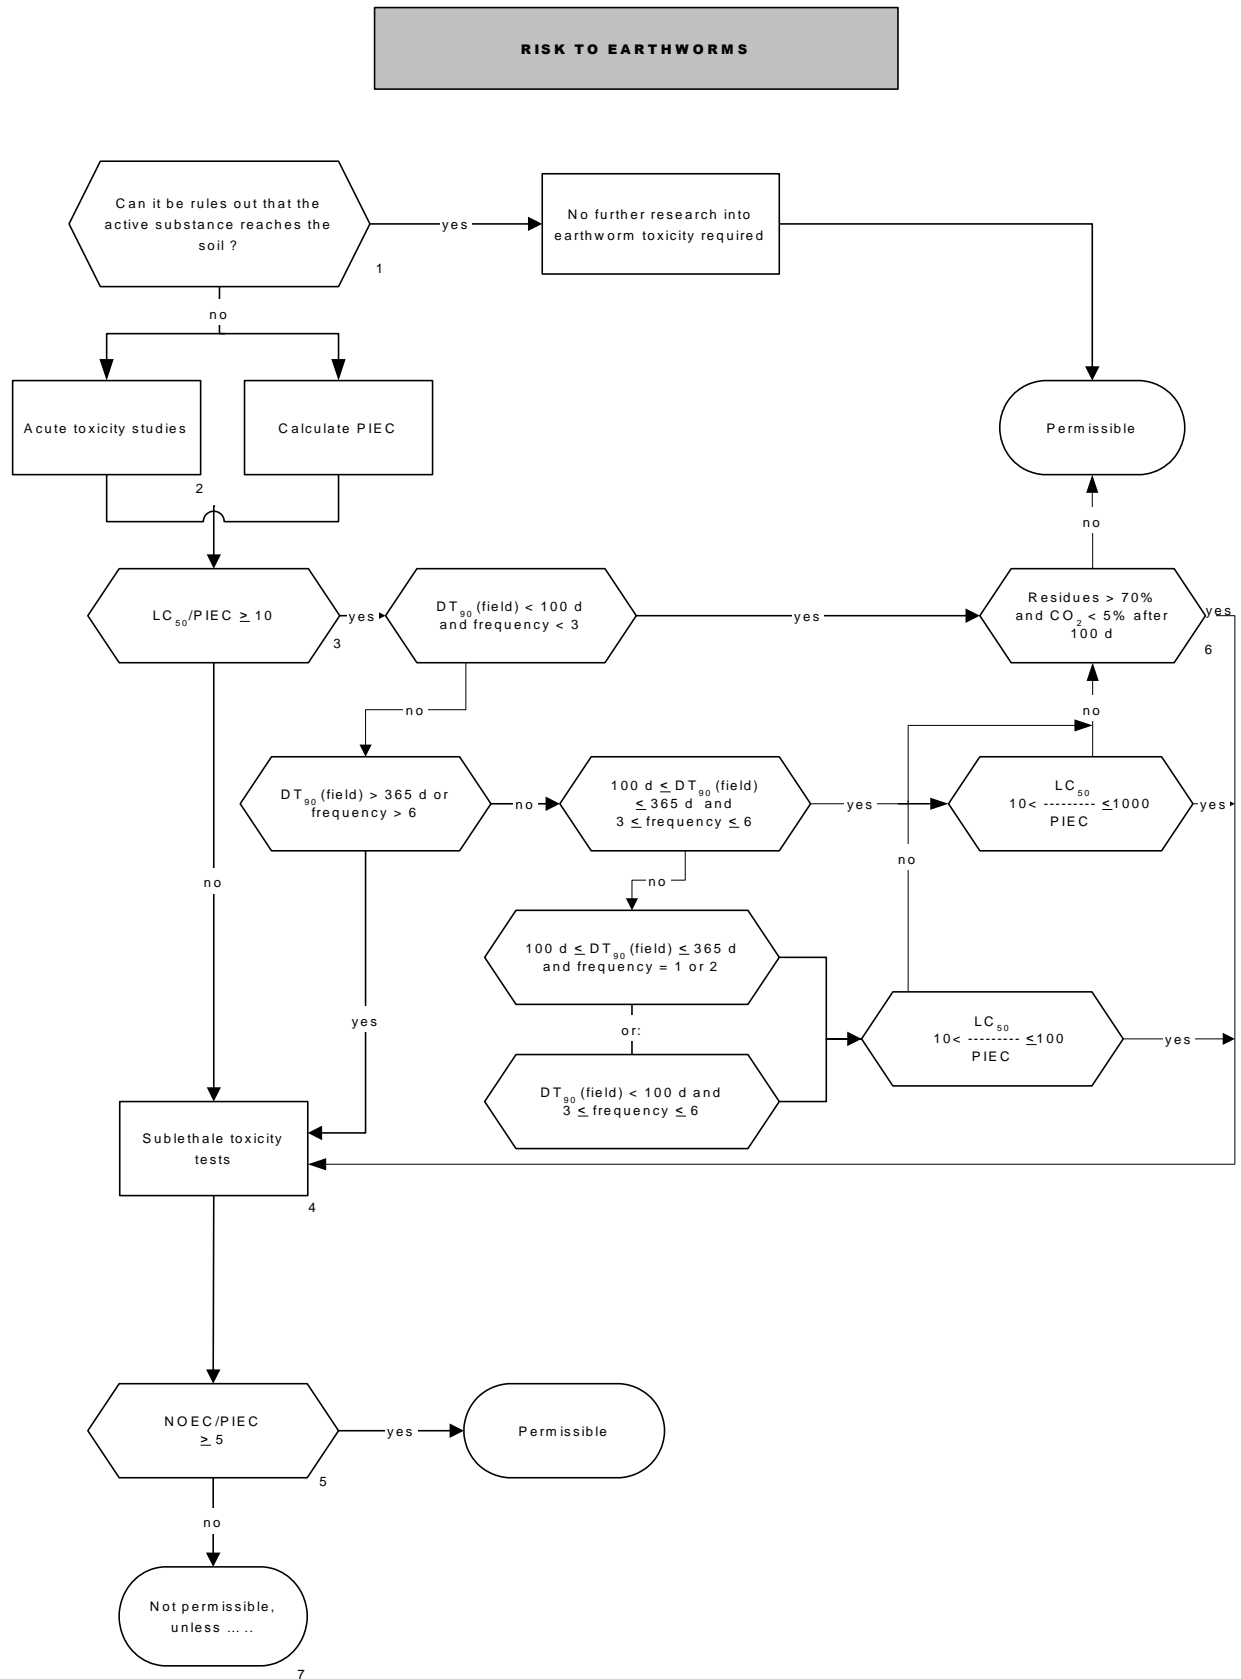 RISK TO EARTHWORMS
Can it be rules out that the
active substance reaches the
soil ?
1
yes
No further research into
earthworm toxicity required
no
Acute toxicity studies
2
Calculate PIEC
Permissible
no
LC50/PIEC ≥ 10
3
yes
DT90 (field) < 100 d
and frequency < 3
yes
Residues > 70%
and CO2 < 5% after
100 d
yes
6
no
no
DT90 (field) > 365 d or
frequency > 6
no
100 d ≤ DT90 (field)
≤ 365 d and
3 ≤ frequency ≤ 6
yes
LC50
10< --------- ≤1000
PIEC
yes
no
no
no
100 d ≤ DT90 (field) ≤ 365 d
and frequency = 1 or 2
or:
DT90 (field) < 100 d and
3 ≤ frequency ≤ 6
LC50
10< --------- ≤100
PIEC
yes
yes
Sublethale toxicity
tests
4
NOEC/PIEC
≥ 5
5
yes
Permissible
no
Not permissible,
unless .....
7